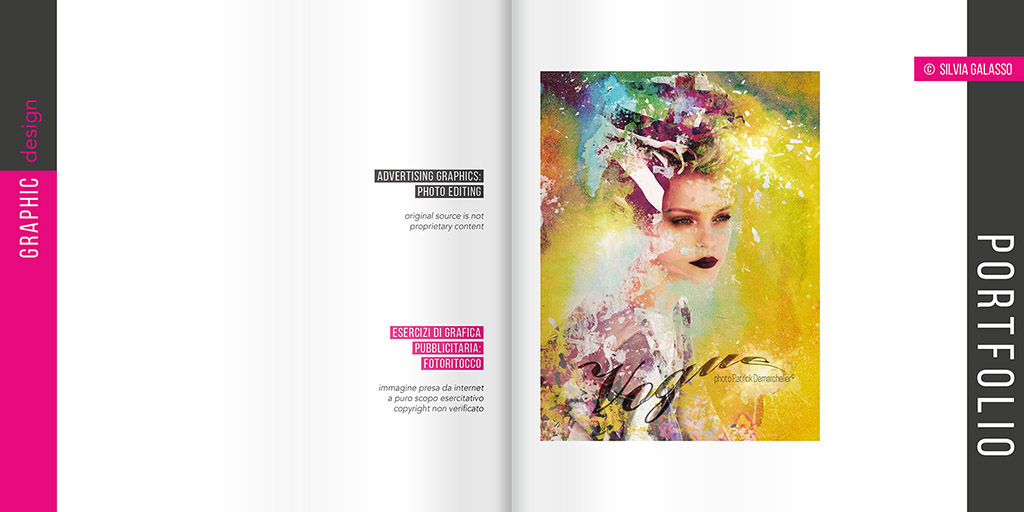 GRAPHIC design
ADVERTISING GRAPHICS:
PHOTO EDITING
original source is not
proprietary content
ESERCIZI DI GRAFICA
PUBBLICITARIA:
FOTORITOCCO
immagine presa da internet
a puro scopo esercitativo
copyright non verificato
Vogue
photo Patrick Demarchelier©
© SILVIA GALASSO
PORTFOLIO